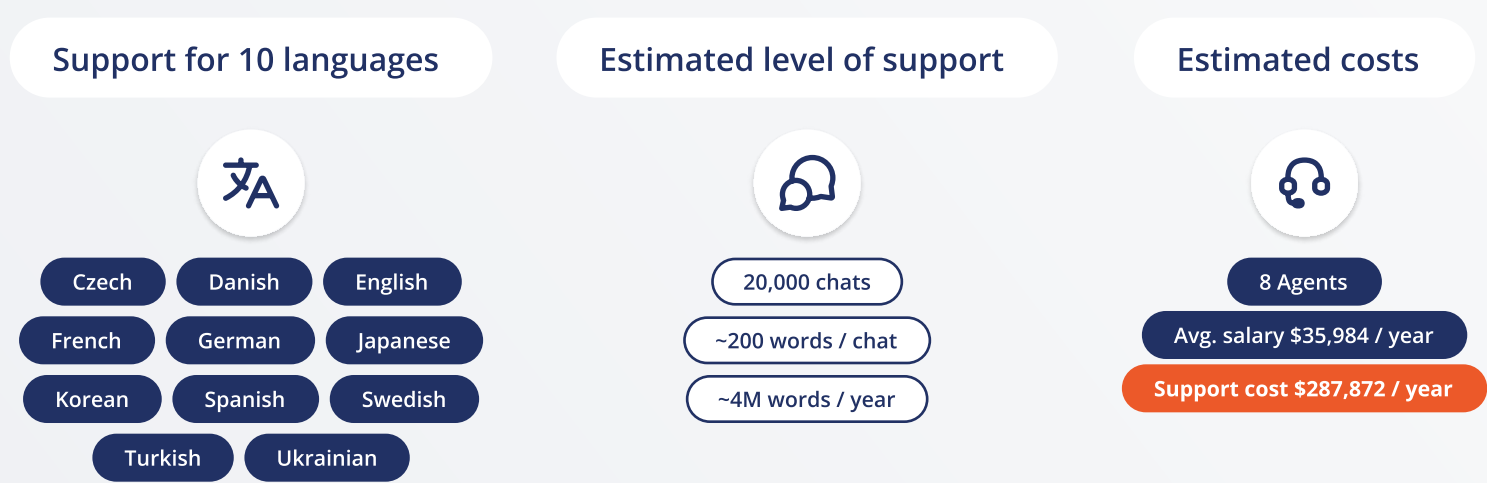 Support for 10 languages
Czech
Danish
English
French
German
Japanese
Korean
Spanish
Swedish
Turkish
Ukrainian
Estimated level of support
20,000 chats
~200 words / chat
~4M words / year
Estimated costs
8 Agents
Avg. salary $35,984 / year
Support cost $287,872 / year